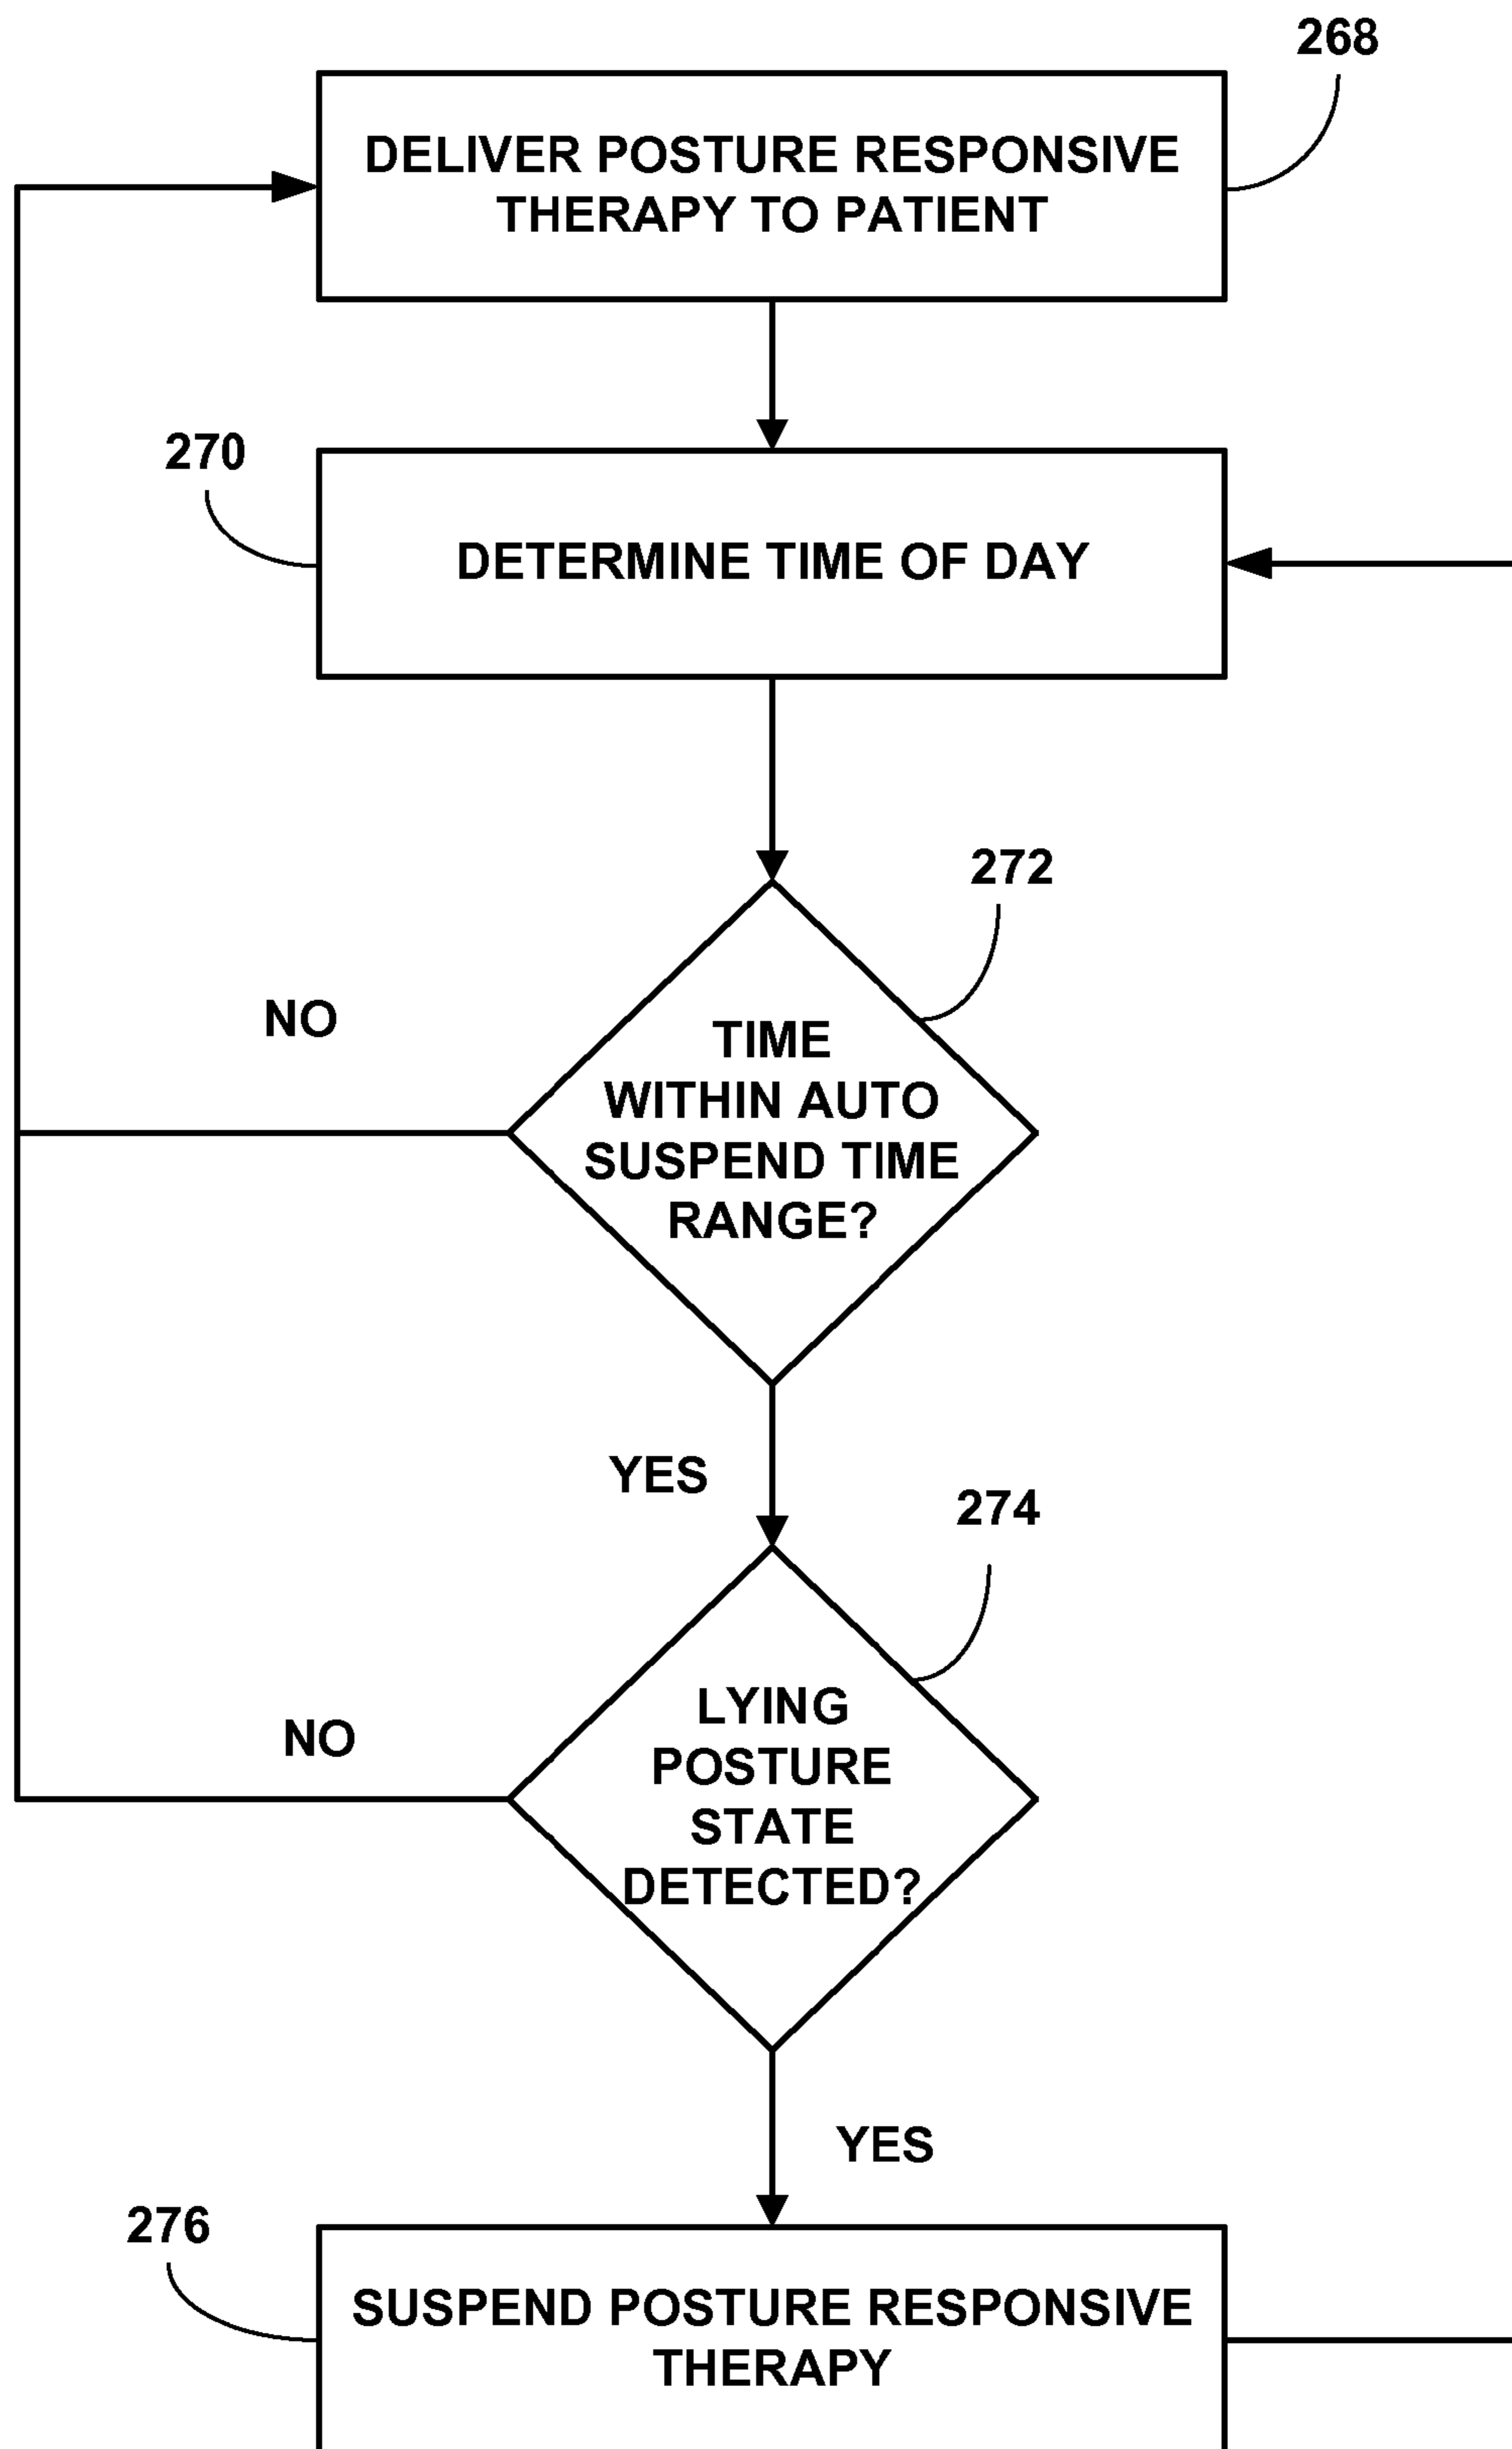 268
DELIVER POSTURE RESPONSIVE
THERAPY TO PATIENT
270
DETERMINE TIME OF DAY
272
NO
TIME
WITHIN AUTO
SUSPEND TIME
RANGE?
YES
274
NO
LYING
POSTURE
STATE
DETECTED?
YES
276
SUSPEND POSTURE RESPONSIVE
THERAPY